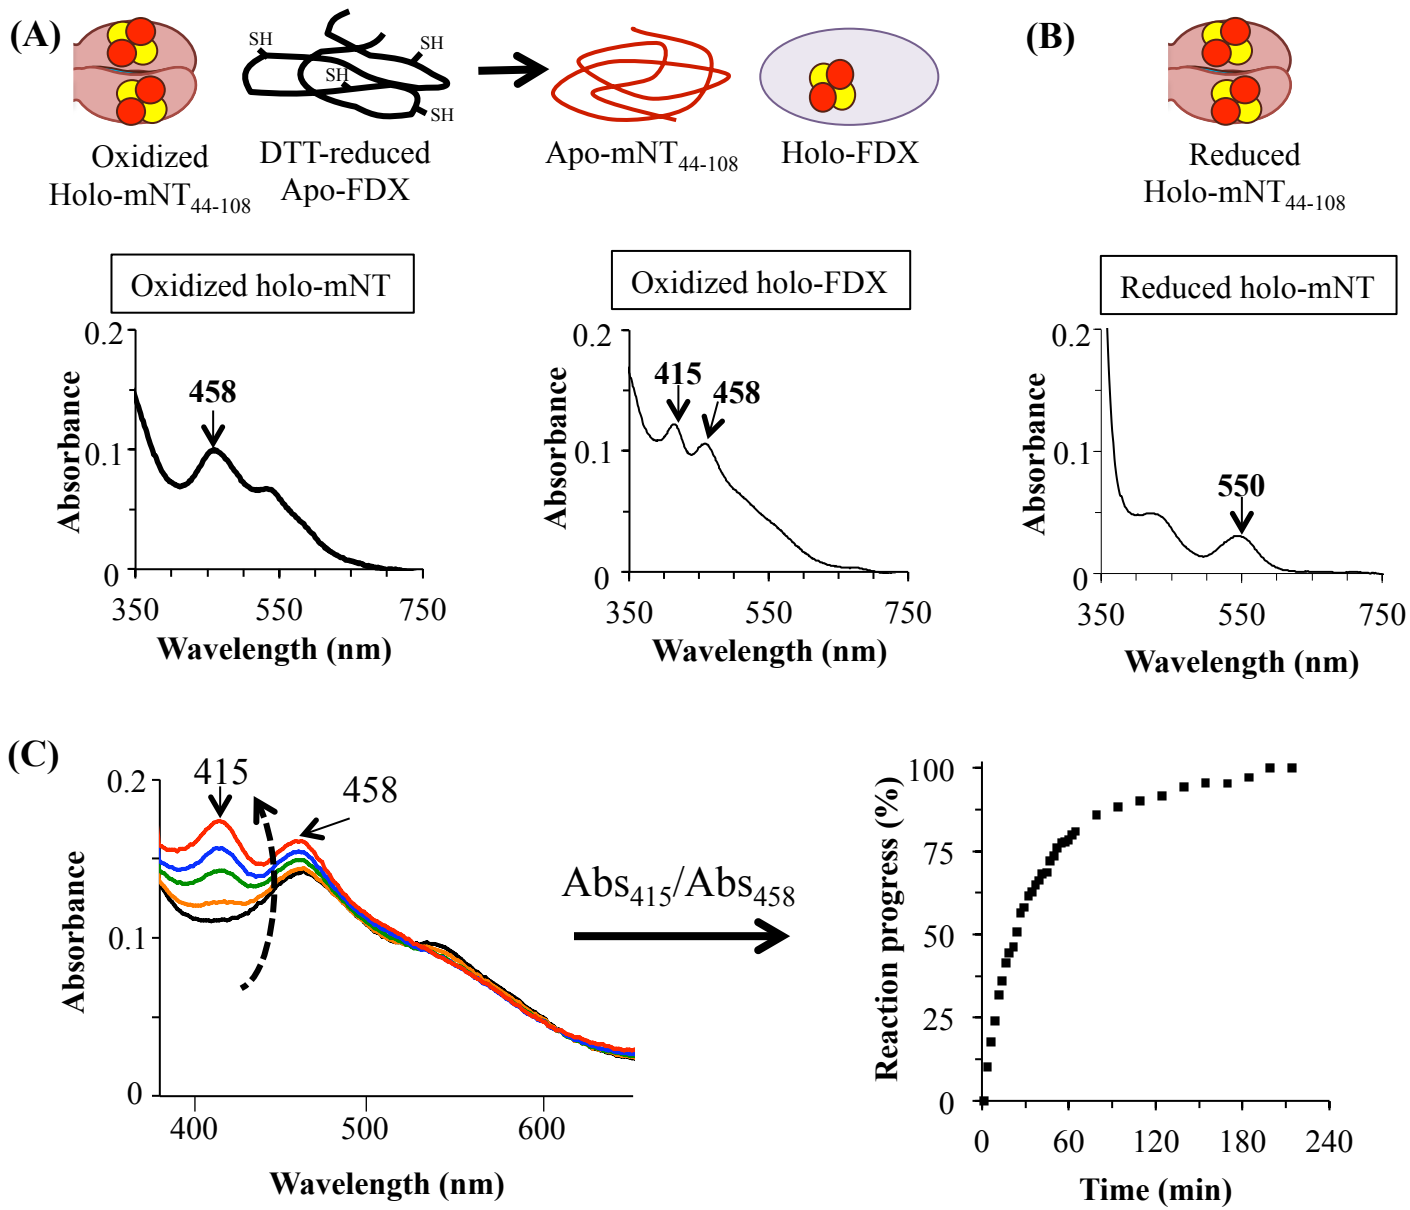 (A)
SH
SH
SH
SH
(B)
Oxidized
Holo-mNT44-108
DTT-reduced
Apo-FDX
Apo-mNT44-108
Holo-FDX
Reduced
Holo-mNT44-108
Oxidized holo-mNT
Oxidized holo-FDX
Reduced holo-mNT
0.2
0.1
0
458
Absorbance
350
550
750
Wavelength (nm)
0.2
0.1
0
415
458
Absorbance
350
550
750
Wavelength (nm)
0.2
0.1
0
550
Absorbance
350
550
750
Wavelength (nm)
(C)
415
458
0.2
0.1
0
Absorbance
400
500
600
Wavelength (nm)
Abs415/Abs458
100
75
50
25
0
Reaction progress (%)
0
60
120
180
240
Time (min)